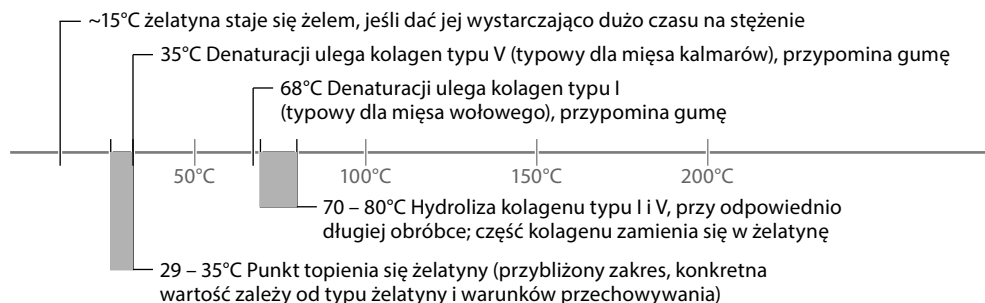 ~15°C żelatyna staje się żelem, jeśli dać jej wystarczająco dużo czasu na stężenie
35°C Denaturacji ulega kolagen typu V (typowy dla mięsa kalmarów), przypomina gumę
68°C Denaturacji ulega kolagen typu I
(typowy dla mięsa wołowego), przypomina gumę
50°C 100°C 150°C 200°C
70 – 80°C Hydroliza kolagenu typu I i V, przy odpowiednio
długiej obróbce; część kolagenu zamienia się w żelatynę
29 – 35°C Punkt topienia się żelatyny (przybliżony zakres, konkretna
wartość zależy od typu żelatyny i warunków przechowywania)